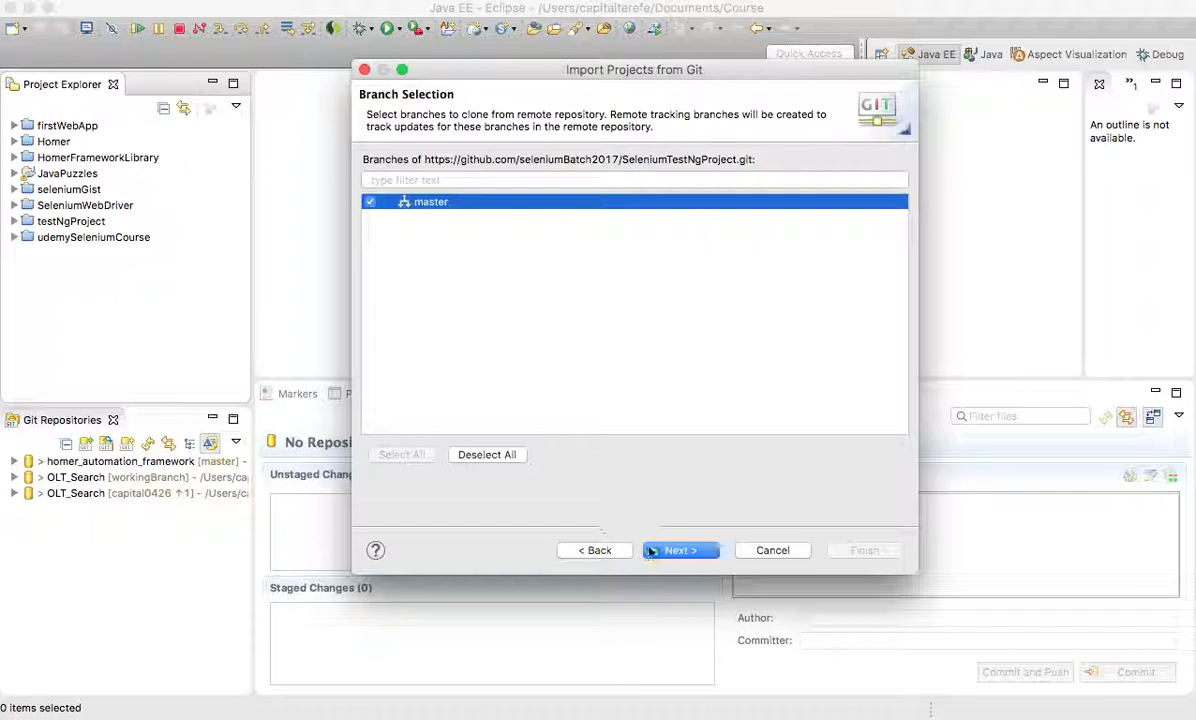 Java EE - Eclipse - /Users/capitalterefe/Documents/Course
Quick Access
Java EE
Java
Aspect Visualization
Debug
Project Explorer
firstWebApp
Homer
HomerFrameworkLibrary
JavaPuzzles
seleniumGist
SeleniumWebDriver
testNgProject
udemySeleniumCourse
Import Projects from Git
Branch Selection
Select branches to clone from remote repository. Remote tracking branches will be created to
track updates for these branches in the remote repository.
GIT
Branches of https://github.com/seleniumBatch2017/SeleniumTestNgProject.git:
type filter text
master
Select All
Deselect All
?
< Back
Next >
Cancel
Finish
1
An outline is not
available.
Git Repositories
> homer_automation_framework [master] -
> OLT_Search [workingBranch] - /Users/ca
> OLT_Search [capital0426 ↑1] - /Users/ca
Markers
P
Filter files
No Reposi
Unstaged Chan
Staged Changes (0)
Author:
Committer:
Commit and Push
Commit
0 items selected